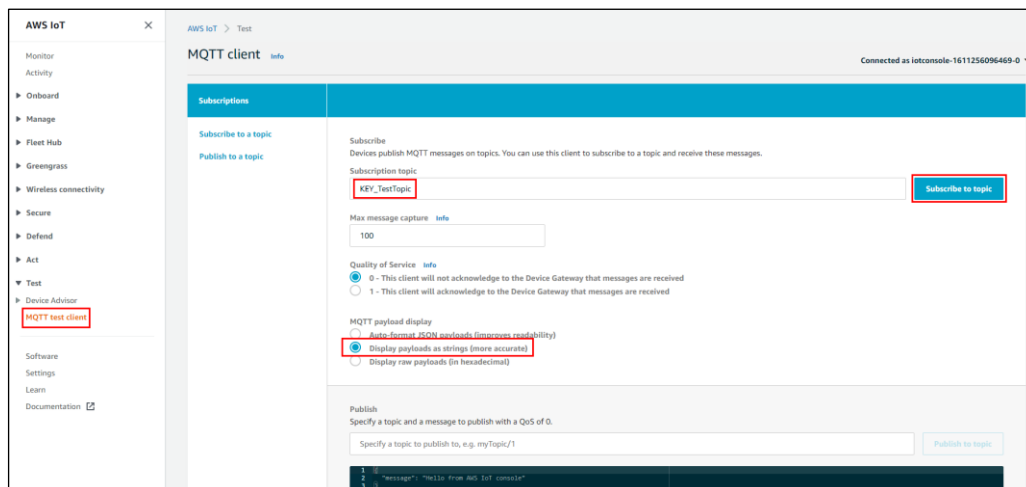 AWS IoT
Monitor
Activity
Onboard
Manage
Fleet Hub
Greengrass
Wireless connectivity
Secure
Defend
Act
Test
Device Advisor
MQTT test client
Software
Settings
Learn
Documentation
AWS IoT > Test
MQTT client Info
Connected as iotconsole-1611256096469-0
Subscriptions
Subscribe to a topic
Publish to a topic
Subscribe
Devices publish MQTT messages on topics. You can use this client to subscribe to a topic and receive these messages.
Subscription topic
KEY_TestTopic
Subscribe to topic
Max message capture Info
100
Quality of Service Info
0 - This client will not acknowledge to the Device Gateway that messages are received
1 - This client will acknowledge to the Device Gateway that messages are received
MQTT payload display
Auto-format JSON payloads (improves readability)
Display payloads as strings (more accurate)
Display raw payloads (in hexadecimal)
Publish
Specify a topic and a message to publish with a QoS of 0.
Specify a topic to publish to, e.g. myTopic/1
Publish to topic
1 {
2 "message": "Hello from AWS IoT console"
3 }